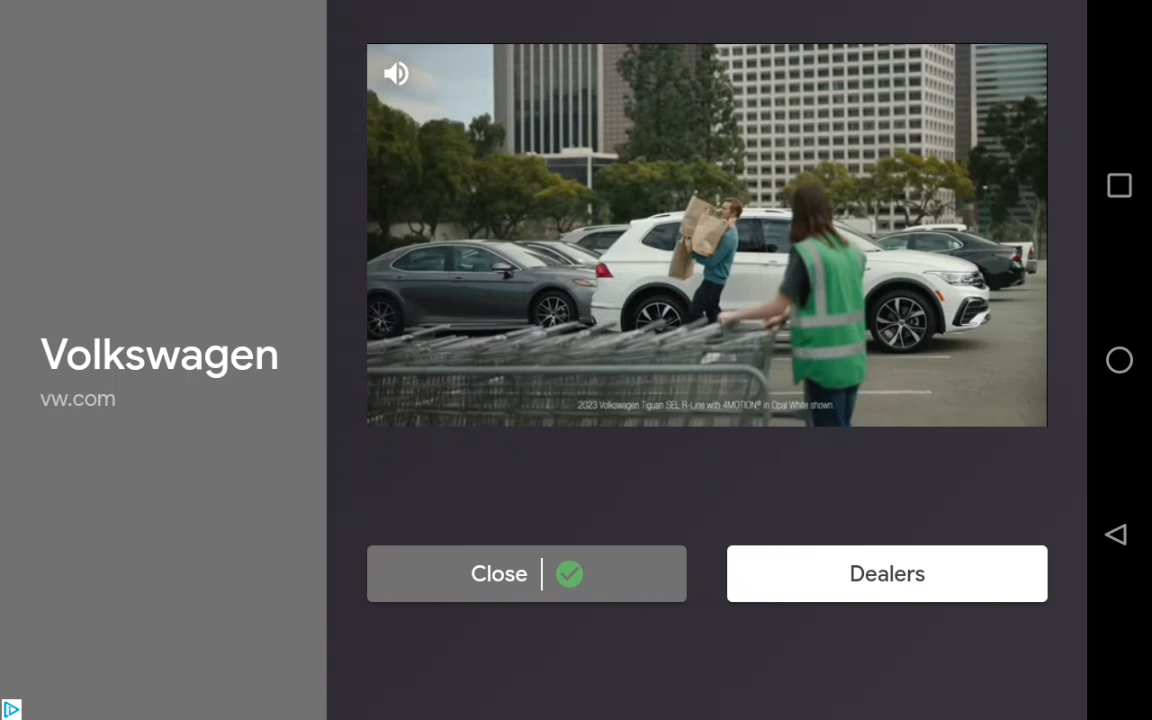 Volkswagen
vw.com
2023 Volkswagen Tiguan SEL R-Line with 4MOTION® in Opal White shown.
Close
Dealers